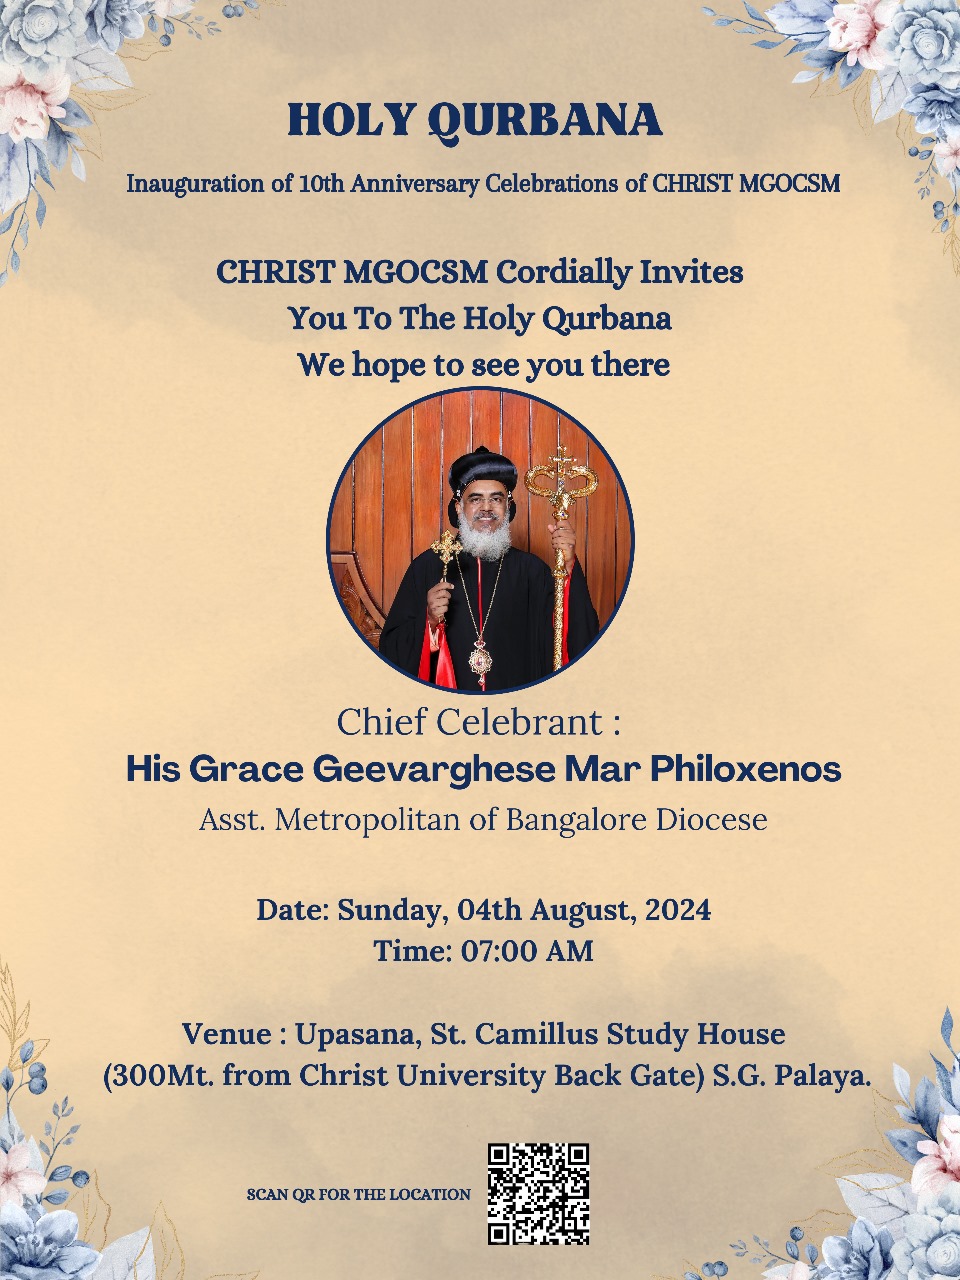 HOLY QURBANA
Inauguration of 10th Anniversary Celebrations of CHRIST MGOCSM
CHRIST MGOCSM Cordially Invites
You To The Holy Qurbana
We hope to see you there
Chief Celebrant :
His Grace Geevarghese Mar Philoxenos
Asst. Metropolitan of Bangalore Diocese
Date: Sunday, 04th August, 2024
Time: 07:00 AM
Venue : Upasana, St. Camillus Study House
(300Mt. from Christ University Back Gate) S.G. Palaya.
SCAN QR FOR THE LOCATION